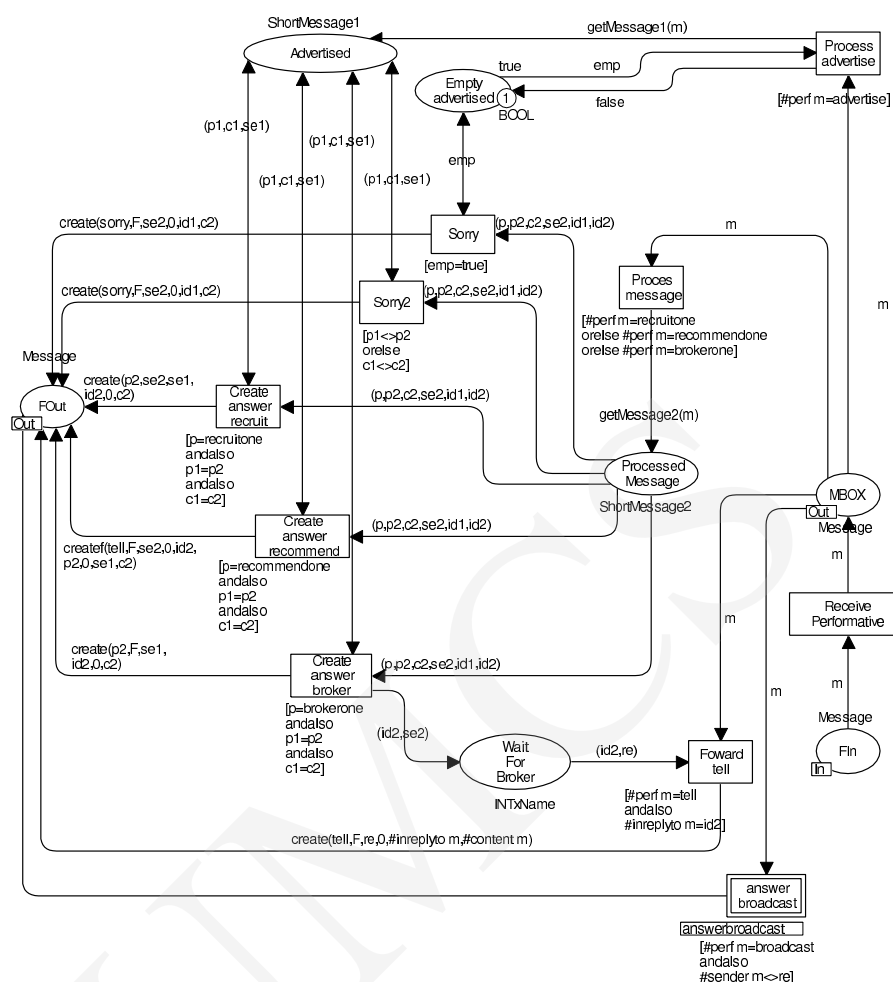 ShortMessage1
Advertised
getMessage1(m)
Process
advertise
[#perf m=advertise]
true
emp
false
Empty
advertised
1
BOOL
emp
(p1,c1,se1)
(p1,c1,se1)
(p1,c1,se1)
(p1,c1,se1)
create(sorry,F,se2,0,id1,c2)
Sorry
[emp=true]
(p,p2,c2,se2,id1,id2)
m
Proces
message
[#perf m=recruitone
orelse #perf m=recommendone
orelse #perf m=brokerone]
m
create(sorry,F,se2,0,id1,c2)
Sorry2
[p1<>p2
orelse
c1<>c2]
(p,p2,c2,se2,id1,id2)
Message
FOut
Out
create(p2,se2,se1,
id2,0,c2)
Create
answer
recruit
[p=recruitone
andalso
p1=p2
andalso
c1=c2]
(p,p2,c2,se2,id1,id2)
getMessage2(m)
Processed
Message
ShortMessage2
MBOX
Out
Message
createf(tell,F,se2,0,id2,
p2,0,se1,c2)
Create
answer
recommend
[p=recommendone
andalso
p1=p2
andalso
c1=c2]
(p,p2,c2,se2,id1,id2)
m
Receive
Performative
m
m
m
create(p2,F,se1,
id2,0,c2)
Create
answer
broker
[p=brokerone
andalso
p1=p2
andalso
c1=c2]
(p,p2,c2,se2,id1,id2)
(id2,se2)
Wait
For
Broker
INTxName
(id2,re)
Foward
tell
[#perf m=tell
andalso
#inreplyto m=id2]
Message
FIn
In
create(tell,F,re,0,#inreplyto m,#content m)
answer
broadcast
answerbroadcast
[#perf m=broadcast
andalso
#sender m<>re]
UMCS